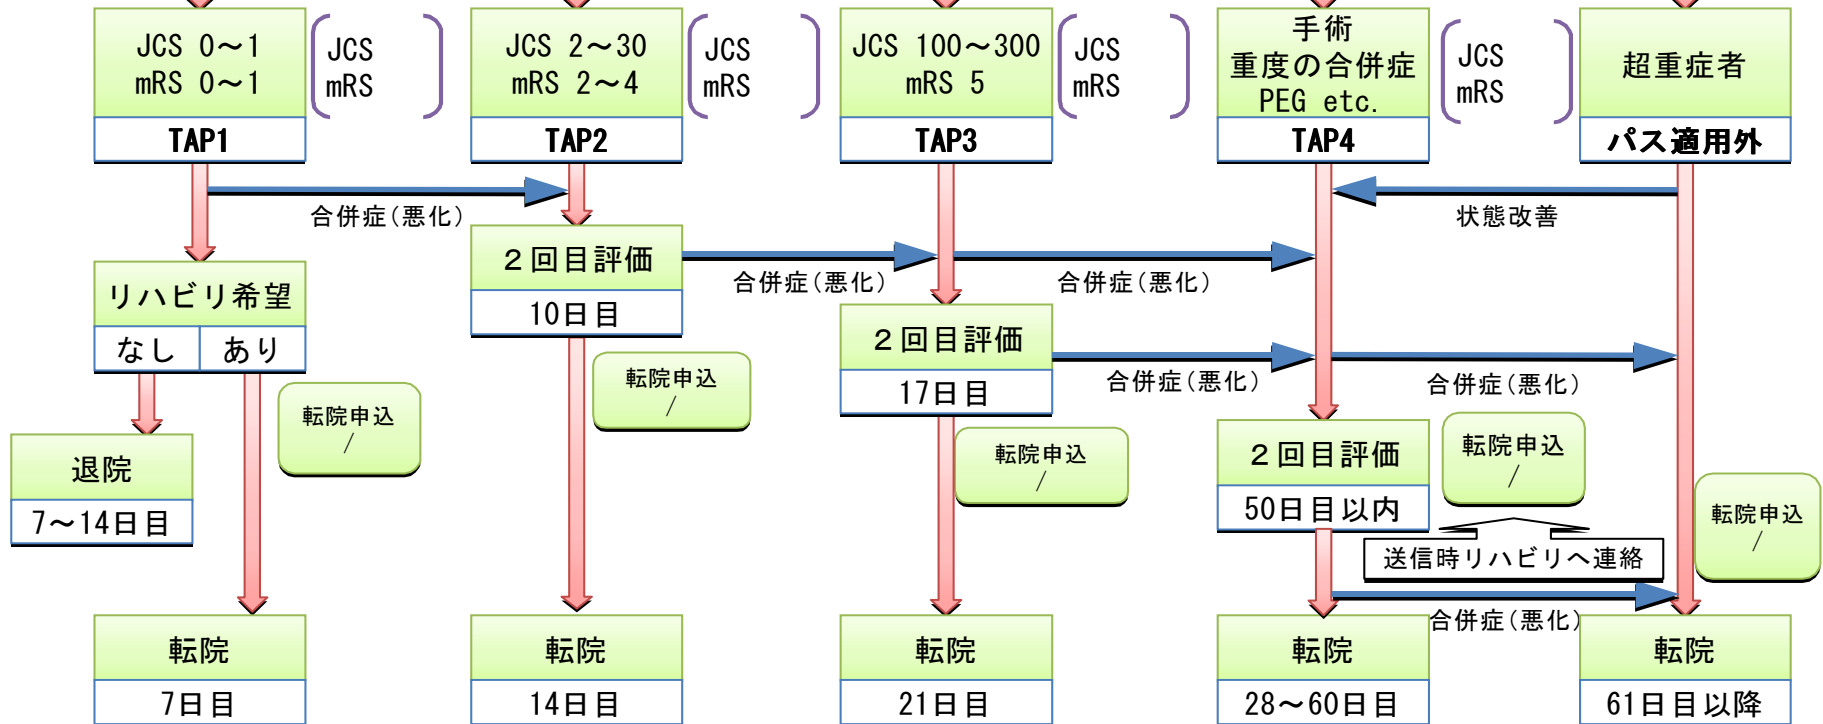 JCS 0～1
mRS 0～1
JCS
mRS
TAP1
JCS 2～30
mRS 2～4
JCS
mRS
TAP2
JCS 100～300
mRS 5
JCS
mRS
TAP3
手術
重度の合併症
PEG etc.
JCS
mRS
TAP4
超重症者
パス適用外
合併症(悪化)
状態改善
２回目評価
10日目
合併症(悪化)
合併症(悪化)
リハビリ希望
なし
あり
２回目評価
17日目
合併症(悪化)
合併症(悪化)
転院申込
/
転院申込
/
転院申込
/
２回目評価
50日目以内
転院申込
/
送信時リハビリへ連絡
転院申込
/
退院
7～14日目
合併症(悪化)
転院
7日目
転院
14日目
転院
21日目
転院
28～60日目
転院
61日目以降